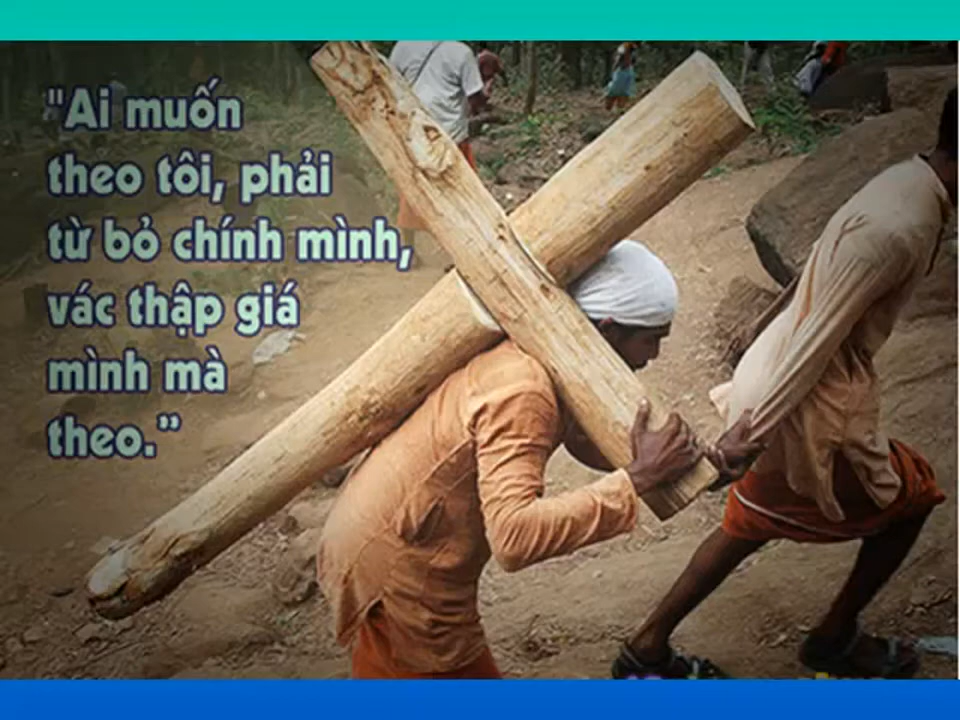 "Ai muốn
theo tôi, phải
từ bỏ chính mình,
vác thập giá
mình mà
theo.”